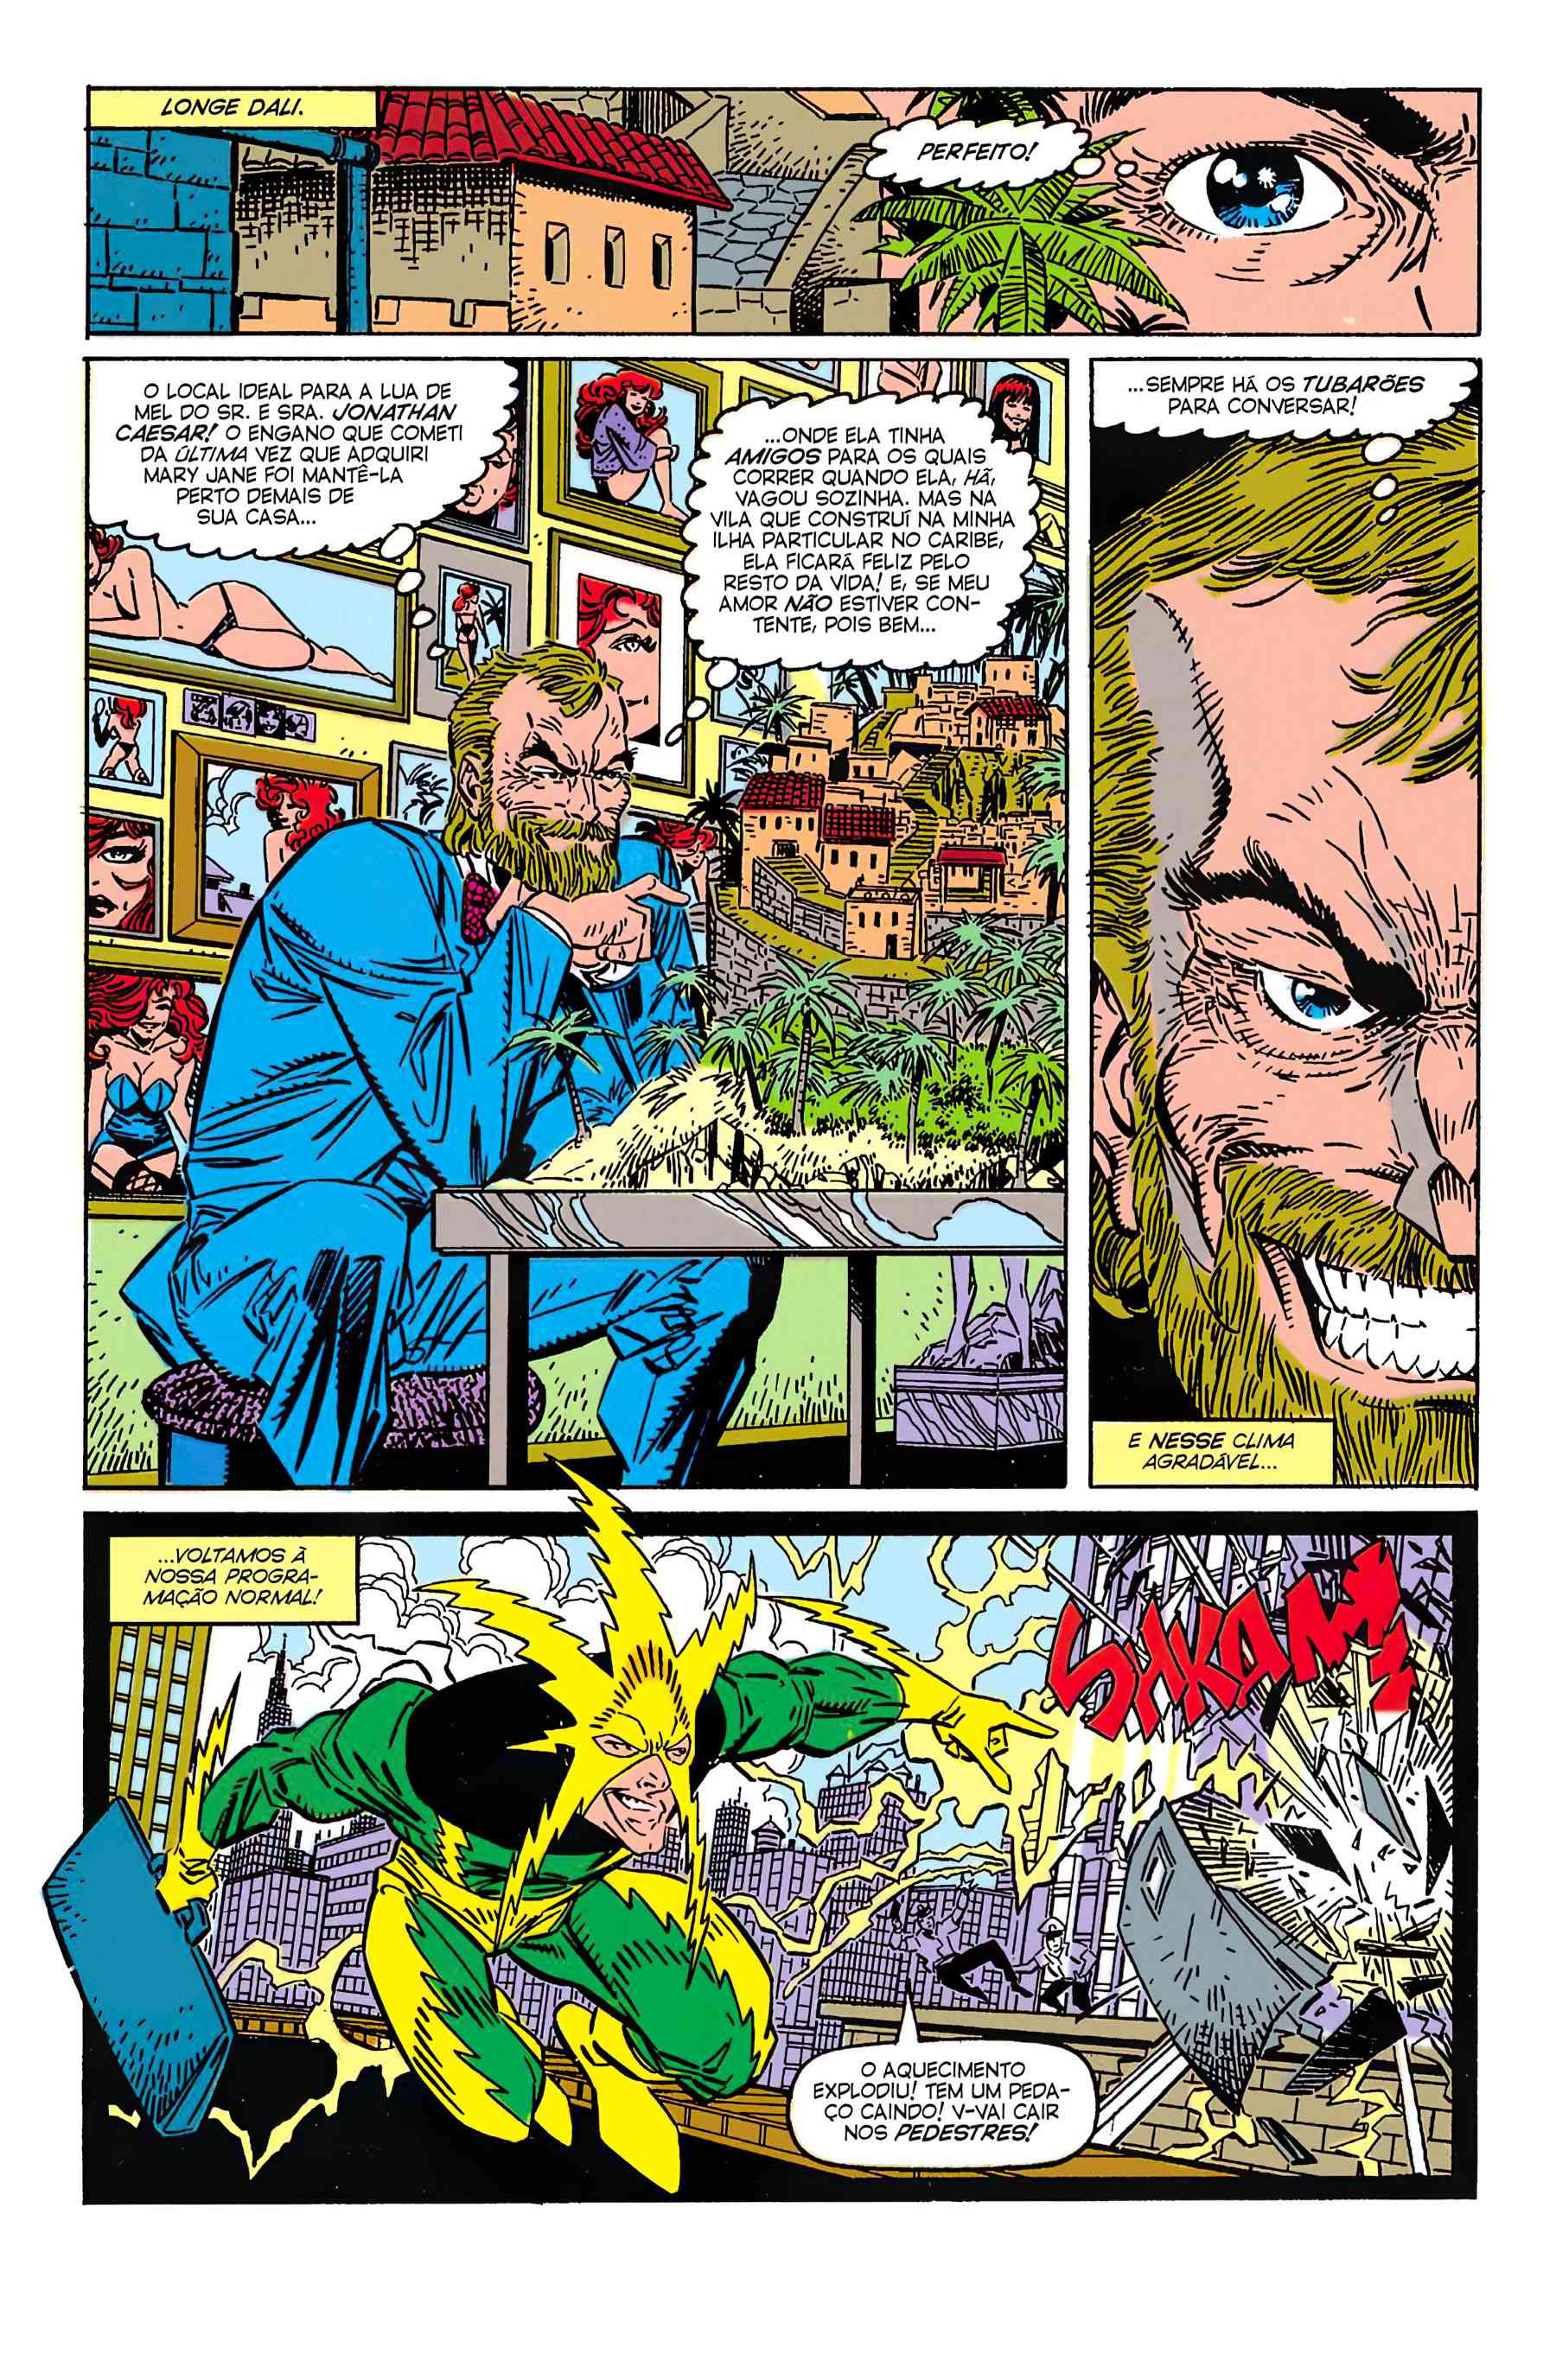 LONGE DALI.
PERFEITO!
O LOCAL IDEAL PARA A LUA DE
MEL DO SR. E SRA. JONATHAN
CAESAR! O ENGANO QUE COMETI
DA ÚLTIMA VEZ QUE ADQUIRI
MARY JANE FOI MANTÊ-LA
PERTO DEMAIS DE
SUA CASA...
...ONDE ELA TINHA
AMIGOS PARA OS QUAIS
CORRER QUANDO ELA, HÃ,
VAGOU SOZINHA. MAS NA
VILA QUE CONSTRUÍ NA MINHA
ILHA PARTICULAR NO CARIBE,
ELA FICARÁ FELIZ PELO
RESTO DA VIDA! E, SE MEU
AMOR NÃO ESTIVER CON-
TENTE, POIS BEM...
...SEMPRE HÁ OS TUBARÕES
PARA CONVERSAR!
E NESSE CLIMA
AGRADÁVEL...
...VOLTAMOS À
NOSSA PROGRA-
MAÇÃO NORMAL!
SHKAM!
O AQUECIMENTO
EXPLODIU! TEM UM PEDA-
ÇO CAINDO! V-VAI CAIR
NOS PEDESTRES!